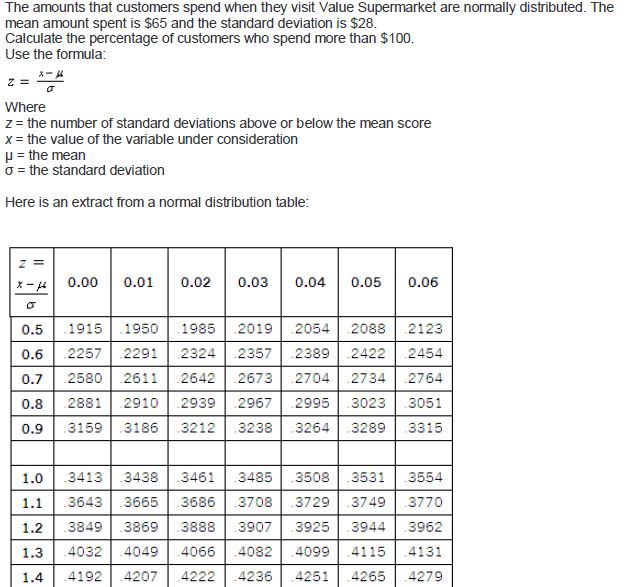 The amounts that customers spend when they visit Value Supermarket are normally distributed. The
mean amount spent is $65 and the standard deviation is $28.
Calculate the percentage of customers who spend more than $100.
Use the formula:
z = x − μ / σ
Where
z = the number of standard deviations above or below the mean score
x = the value of the variable under consideration
μ = the mean
σ = the standard deviation
Here is an extract from a normal distribution table:
z = x − μ / σ 0.00 0.01 0.02 0.03 0.04 0.05 0.06
0.5 .1915 .1950 .1985 .2019 .2054 .2088 .2123
0.6 .2257 .2291 .2324 .2357 .2389 .2422 .2454
0.7 .2580 .2611 .2642 .2673 .2704 .2734 .2764
0.8 .2881 .2910 .2939 .2967 .2995 .3023 .3051
0.9 .3159 .3186 .3212 .3238 .3264 .3289 .3315
1.0 .3413 .3438 .3461 .3485 .3508 .3531 .3554
1.1 .3643 .3665 .3686 .3708 .3729 .3749 .3770
1.2 .3849 .3869 .3888 .3907 .3925 .3944 .3962
1.3 .4032 .4049 .4066 .4082 .4099 .4115 .4131
1.4 .4192 .4207 .4222 .4236 .4251 .4265 .4279